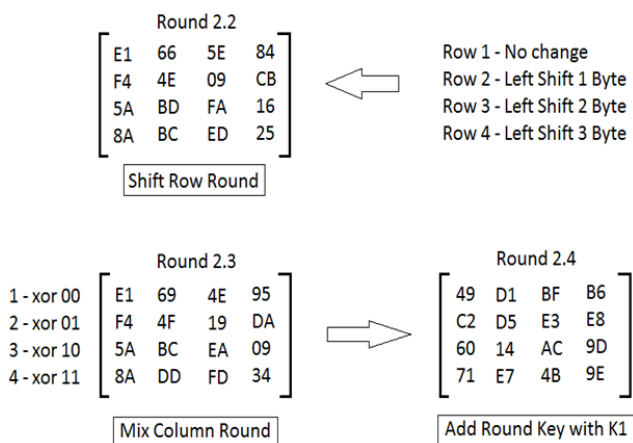 Round 2.2
E1 66 5E 84
F4 4E 09 CB
5A BD FA 16
8A BC ED 25
Shift Row Round
Row 1 - No change
Row 2 - Left Shift 1 Byte
Row 3 - Left Shift 2 Byte
Row 4 - Left Shift 3 Byte
Round 2.3
1 - xor 00 E1 69 4E 95
2 - xor 01 F4 4F 19 DA
3 - xor 10 5A BC EA 09
4 - xor 11 8A DD FD 34
Mix Column Round
Round 2.4
49 D1 BF B6
C2 D5 E3 E8
60 14 AC 9D
71 E7 4B 9E
Add Round Key with K1